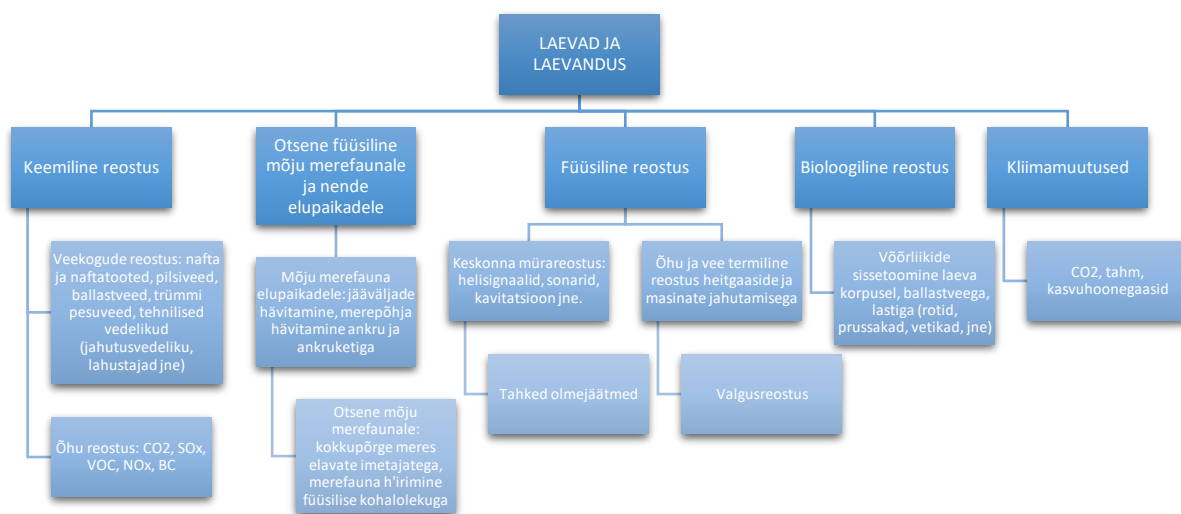 LAEVAD JA
LAEVANDUS
Keemiline reostus
Otsene füüsiline
mõju merefaunale
ja nende
elupaikadele
Füüsiline reostus
Bioloogiline reostus
Kliimamuutused
Veekogude reostus: nafta
ja naftatooted, pilsiveed,
ballastveed, trümmi
pesuveed, tehnilised
vedelikud
(jahutusvedeliku,
lahustajad jne)
Õhu reostus: CO2, SOx,
VOC, NOx, BC
Mõju merefauna
elupaikadele: jääväljade
hävitamine, merepõhja
hävitamine ankru ja
ankruketiga
Otsene mõju
merefaunale:
kokkupõrge meres
elavate imetajatega,
merefauna h'irimine
füüsilise kohalolekuga
Keskonna mürareostus:
helisignaalid, sonarid,
kavitatsioon jne.
Tahked olmejäätmed
Õhu ja vee termiline
reostus heitgaaside ja
masinate jahutamisega
Valgusreostus
Võõrliikide
sissetoomine laeva
korpusel, ballastveega,
lastiga (rotid,
prussakad, vetikad, jne)
CO2, tahm,
kasvuhoonegaasid